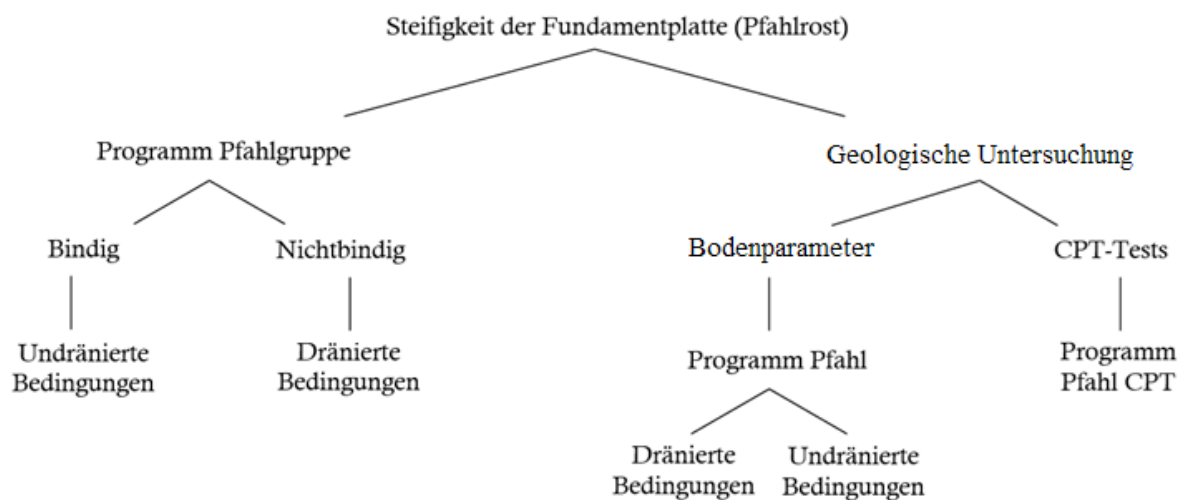 Steifigkeit der Fundamentplatte (Pfahlrost)
Programm Pfahlgruppe
Geologische Untersuchung
Bindig
Nichtbindig
Bodenparameter
CPT-Tests
Undränierte
Bedingungen
Dränierte
Bedingungen
Programm Pfahl
Programm
Pfahl CPT
Dränierte
Bedingungen
Undränierte
Bedingungen